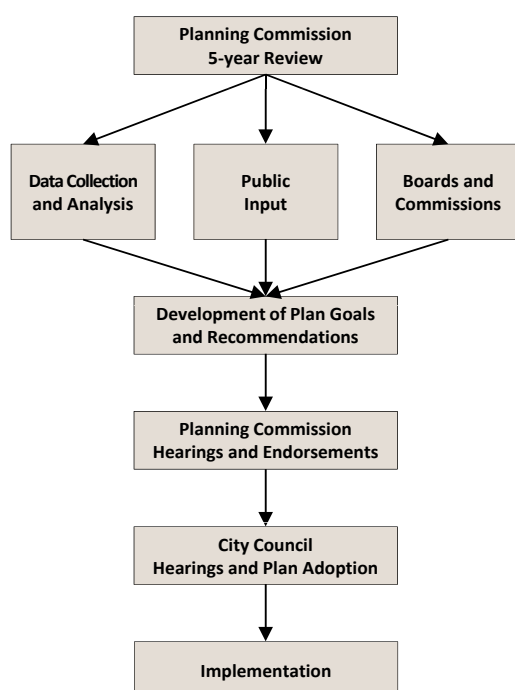 Planning Commission
5-year Review
Data Collection
and Analysis
Public
Input
Boards and
Commissions
Development of Plan Goals
and Recommendations
Planning Commission
Hearings and Endorsements
City Council
Hearings and Plan Adoption
Implementation